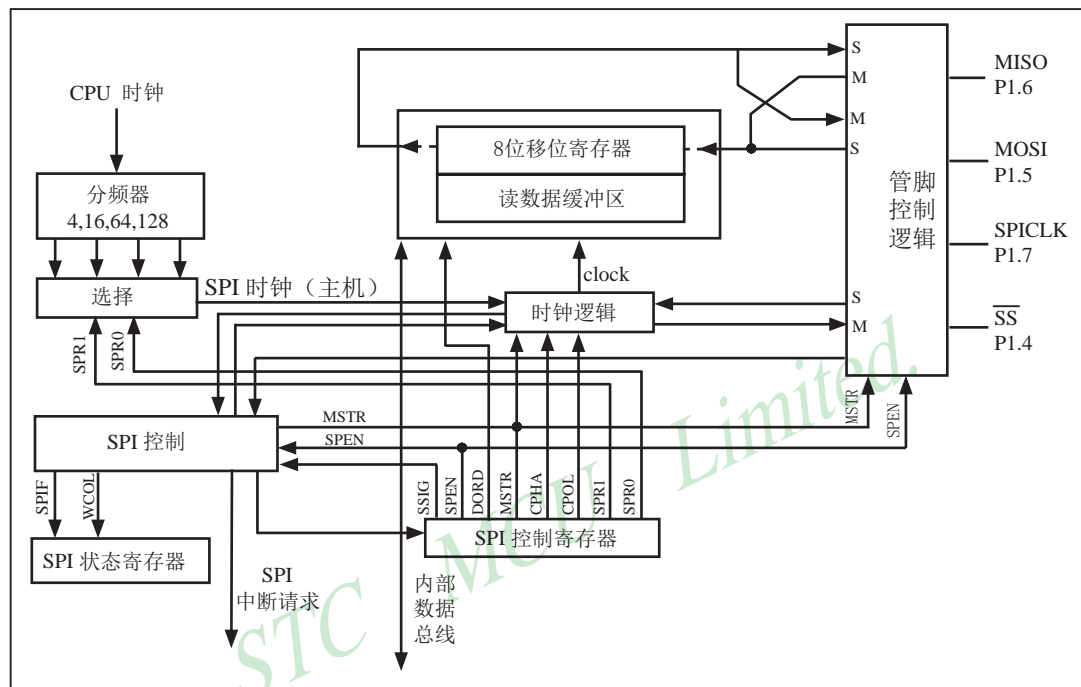 CPU 时钟
分频器
4,16,64,128
选择
SPI 时钟（主机）
SPR1
SPR0
8位移位寄存器
读数据缓冲区
clock
时钟逻辑
S
M
M
S
S
M
管脚
控制
逻辑
MISO
P1.6
MOSI
P1.5
SPICLK
P1.7
SS
P1.4
MSTR
SPEN
SPI 控制
MSTR
SPEN
SPIF
WCOL
SPI 状态寄存器
SSIG
SPEN
DORD
MSTR
CPHA
CPOL
SPR1
SPR0
SPI 控制寄存器
SPI
中断请求
内部
数据
总线
STC MCU Limited.